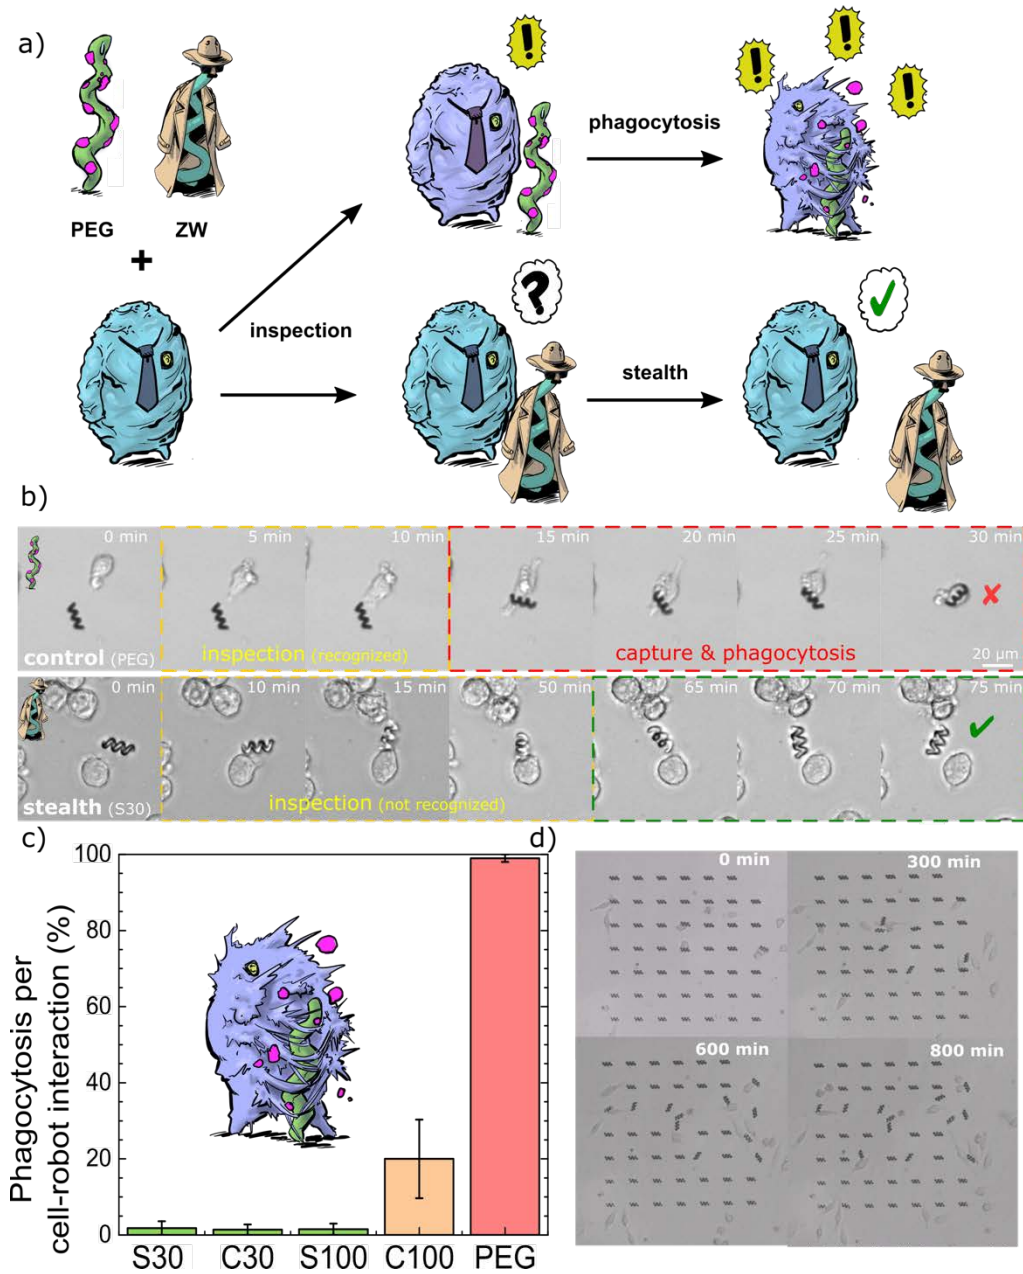 a)
PEG
ZW
+
inspection
!
phagocytosis
! ! !
?
stealth
✓
b)
0 min
5 min
10 min
15 min
20 min
25 min
30 min
control (PEG)
inspection (recognized)
capture & phagocytosis
✘
20 µm
0 min
10 min
15 min
50 min
65 min
70 min
75 min
stealth (S30)
inspection (not recognized)
✓
c)
Phagocytosis per
cell-robot interaction (%)
100
80
60
40
20
0
S30
C30
S100
C100
PEG
d)
0 min
300 min
600 min
800 min